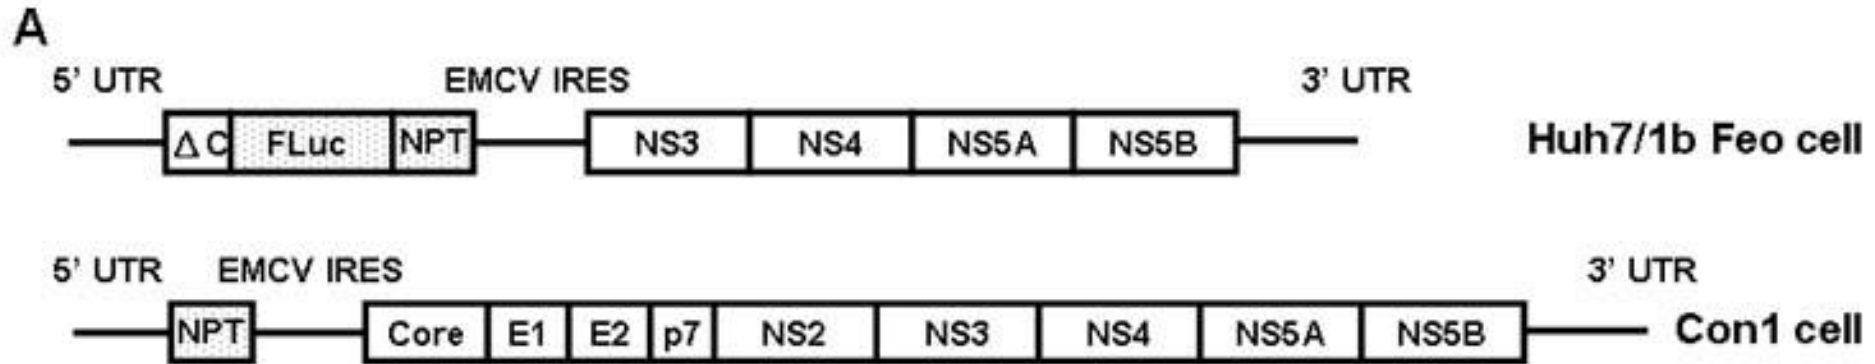 A
5' UTR EMCV IRES 3' UTR
ΔC FLuc NPT NS3 NS4 NS5A NS5B Huh7/1b Feo cell
5' UTR EMCV IRES 3' UTR
NPT Core E1 E2 p7 NS2 NS3 NS4 NS5A NS5B Con1 cell